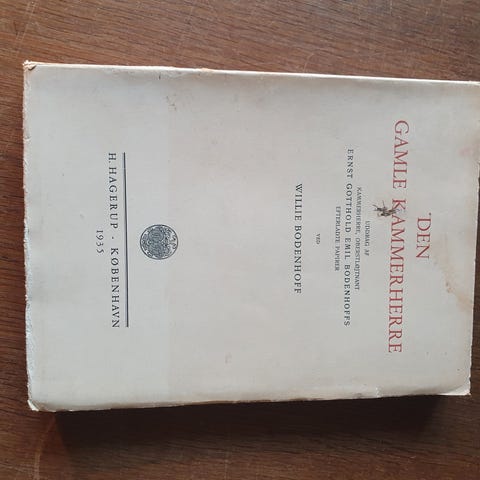 DEN
GAMLE KAMMERHERRE
UDDRAG AF
KAMMERHERRE, OBERSTLØJTNANT
ERNST GOTTHOLD EMIL BODENHOFFS
EFTERLADTE PAPIRER
VED
WILLIE BODENHOFF
H. HAGERUP . KØBENHAVN
1935